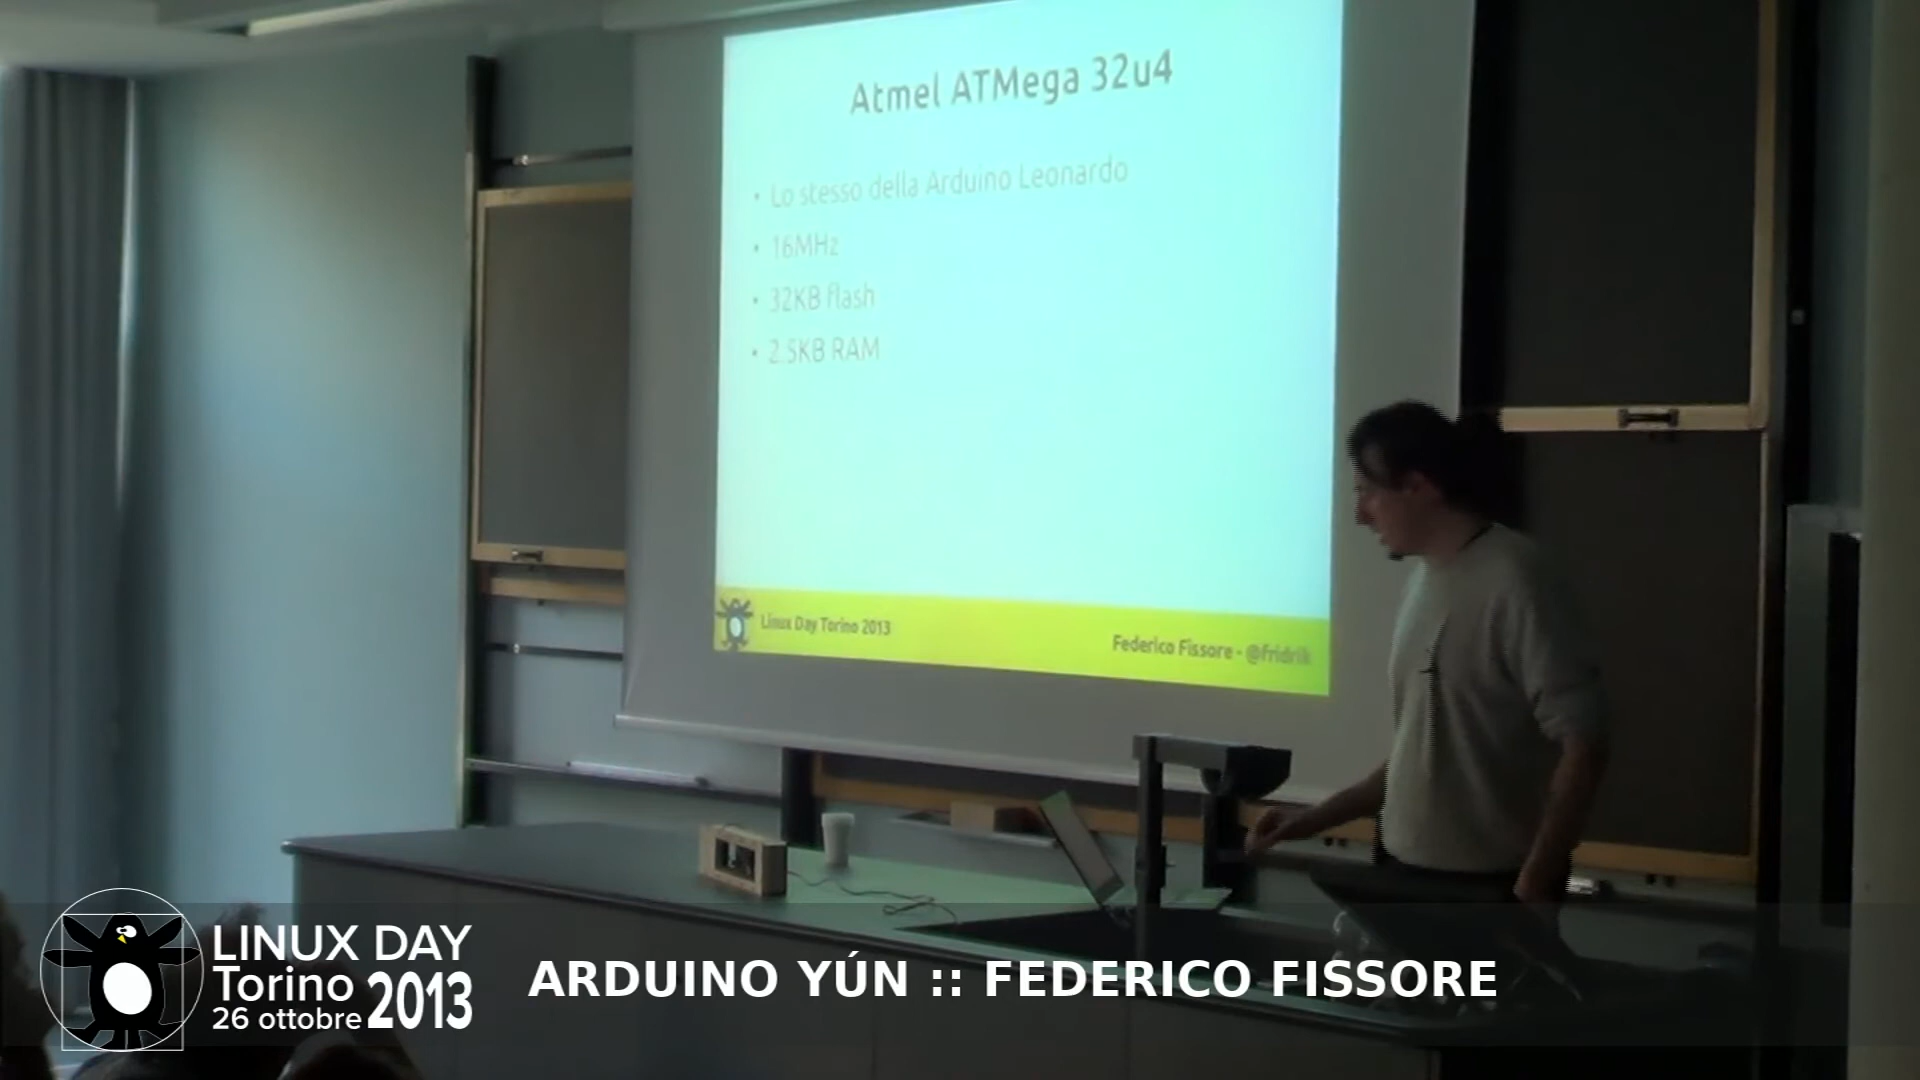 Atmel ATMega 32u4
• Lo stesso della Arduino Leonardo
• 16MHz
• 32KB flash
• 2.5KB RAM
Linux Day Torino 2013
Federico Fissore - @fridrik
LINUX DAY
Torino 2013
26 ottobre
ARDUINO YÚN :: FEDERICO FISSORE